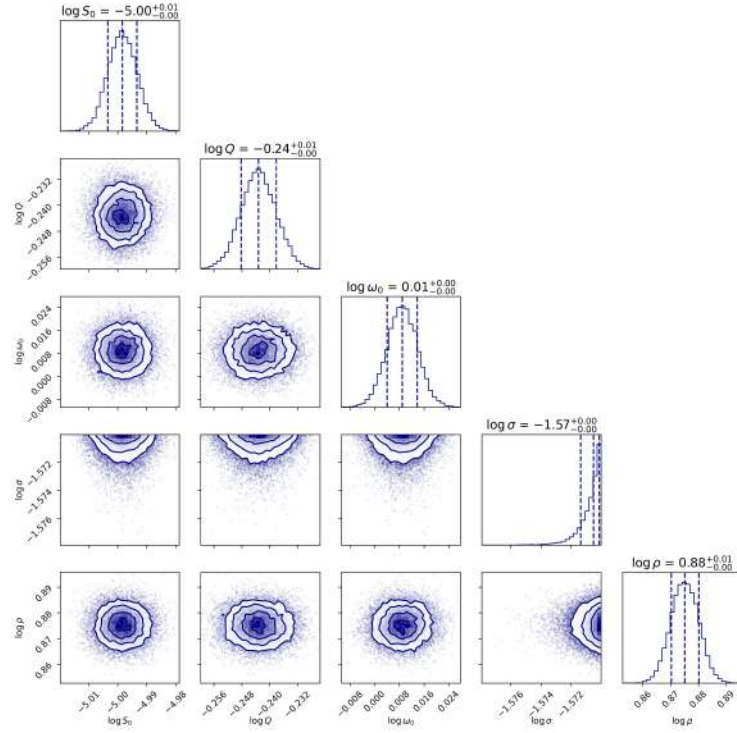 log S₀ = −5.00^{+0.01}_{−0.00}
log Q = −0.24^{+0.01}_{−0.00}
−0.232
−0.240
−0.248
−0.256
log Q
log ω₀ = 0.01^{+0.00}_{−0.00}
0.024
0.016
0.008
0.000
−0.008
log ω₀
log σ = −1.57^{+0.00}_{−0.00}
−1.572
−1.574
−1.576
log σ
log ρ = 0.88^{+0.01}_{−0.00}
0.89
0.88
0.87
0.86
log ρ
−5.01 −5.00 −4.99 −4.98
−0.256 −0.248 −0.240 −0.232
−0.008 0.000 0.008 0.016 0.024
−1.576 −1.574 −1.572
0.86 0.87 0.88 0.89
log S₀ log Q log ω₀ log σ log ρ